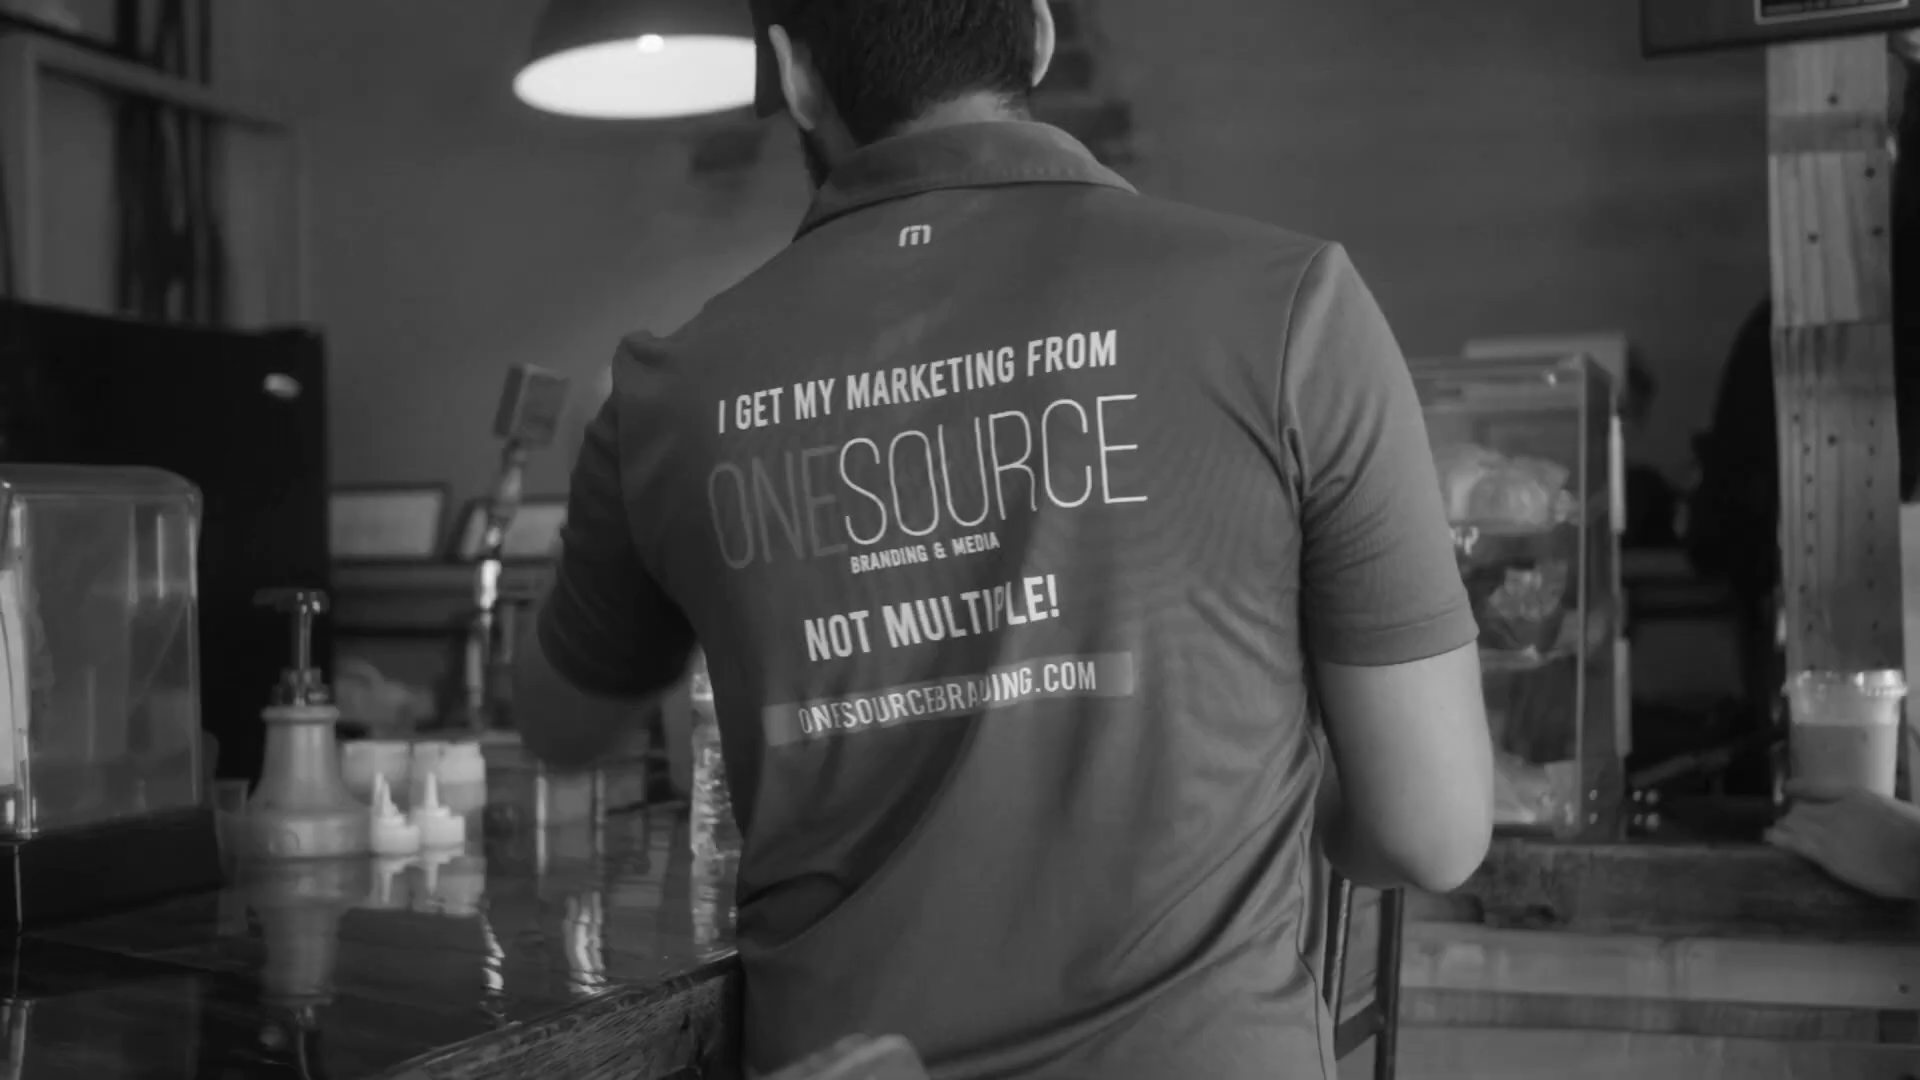 I GET MY MARKETING FROM
ONESOURCE
BRANDING & MEDIA
NOT MULTIPLE!
ONESOURCEBRANDING.COM